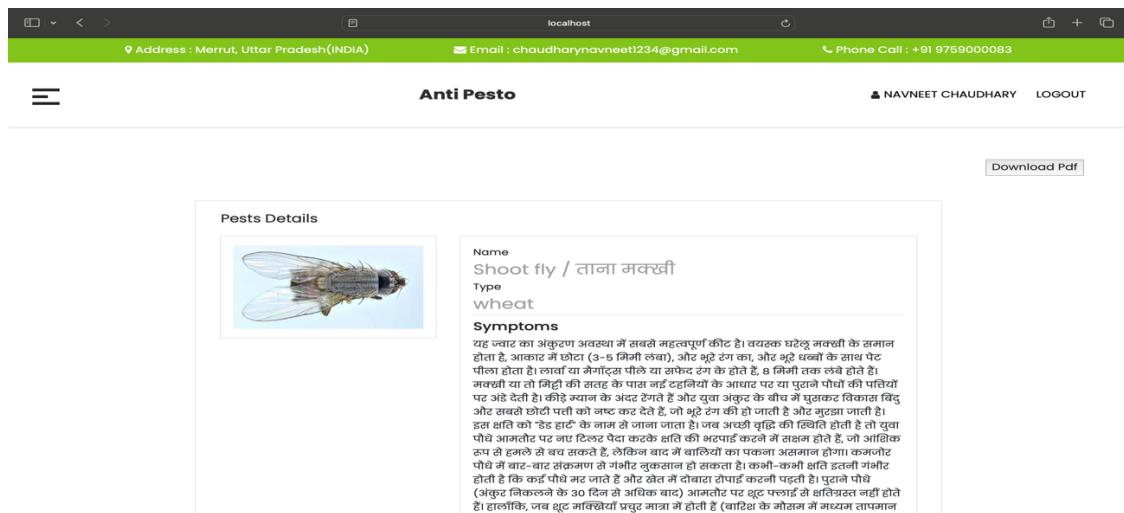 localhost
Address : Merrut, Uttar Pradesh(INDIA) Email : chaudharynavneet1234@gmail.com Phone Call : +91 9759000083
Anti Pesto NAVNEET CHAUDHARY LOGOUT
Download Pdf
Pests Details
Name
Shoot fly / ताना मक्खी
Type
wheat
Symptoms
यह ज्वार का अंकुरण अवस्था में सबसे महत्वपूर्ण कीट है। वयस्क घरेलू मक्खी के समान
होता है, आकार में छोटा (3-5 मिमी लंबा), और भूरे रंग का, और भूरे धब्बों के साथ पेट
पीला होता है। लार्वा या मैगॉट्स पीले या सफेद रंग के होते हैं, 8 मिमी तक लंबे होते हैं।
मक्खी या तो मिट्टी की सतह के पास नई टहनियों के आधार पर या पुराने पौधों की पत्तियों
पर अंडे देती है। कीड़े म्यान के अंदर रेंगते हैं और युवा अंकुर के बीच में घुसकर विकास बिंदु
और सबसे छोटी पत्ती को नष्ट कर देते हैं, जो भूरे रंग की हो जाती है और मुरझा जाती है।
इस क्षति को "डेड हार्ट" के नाम से जाना जाता है। जब अच्छी वृद्धि की स्थिति होती है तो युवा
पौधे आमतौर पर नए टिलर पैदा करके क्षति की भरपाई करने में सक्षम होते हैं, जो आंशिक
रूप से हमले से बच सकते हैं, लेकिन बाद में बालियों का पकना असमान होगा। कमजोर
पौधे में बार-बार संक्रमण से गंभीर नुकसान हो सकता है। कभी-कभी क्षति इतनी गंभीर
होती है कि कई पौधे मर जाते हैं और खेत में दोबारा रोपाई करनी पड़ती है। पुराने पौधे
(अंकुर निकलने के 30 दिन से अधिक बाद) आमतौर पर शूट फ्लाई से क्षतिग्रस्त नहीं होते
हैं। हालाँकि, जब शूट मक्खियाँ प्रचुर मात्रा में होती हैं (बारिश के मौसम में मध्यम तापमान